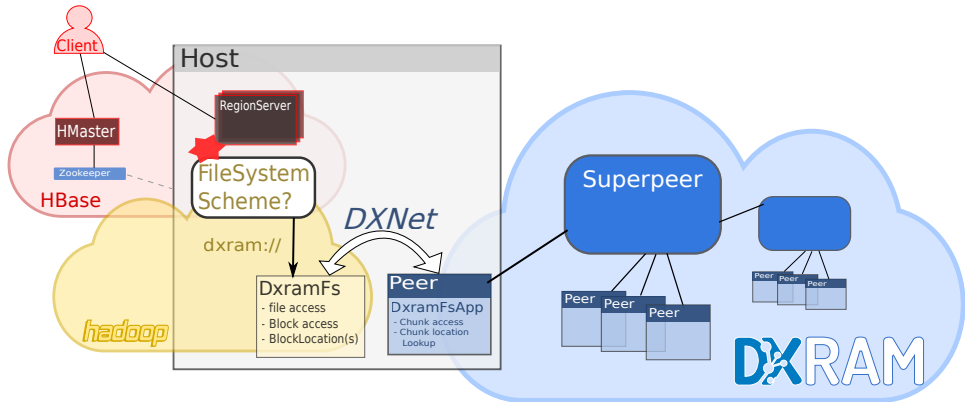 Client
Host
RegionServer
HMaster
Zookeeper
HBase
FileSystem
Scheme?
DXNet
dxram://
DxramFs
- file access
- Block access
- BlockLocation(s)
Peer
DxramFsApp
- Chunk access
- Chunk location
Lookup
hadoop
Superpeer
Peer
Peer
Peer
Peer
Peer
Peer
DXRAM